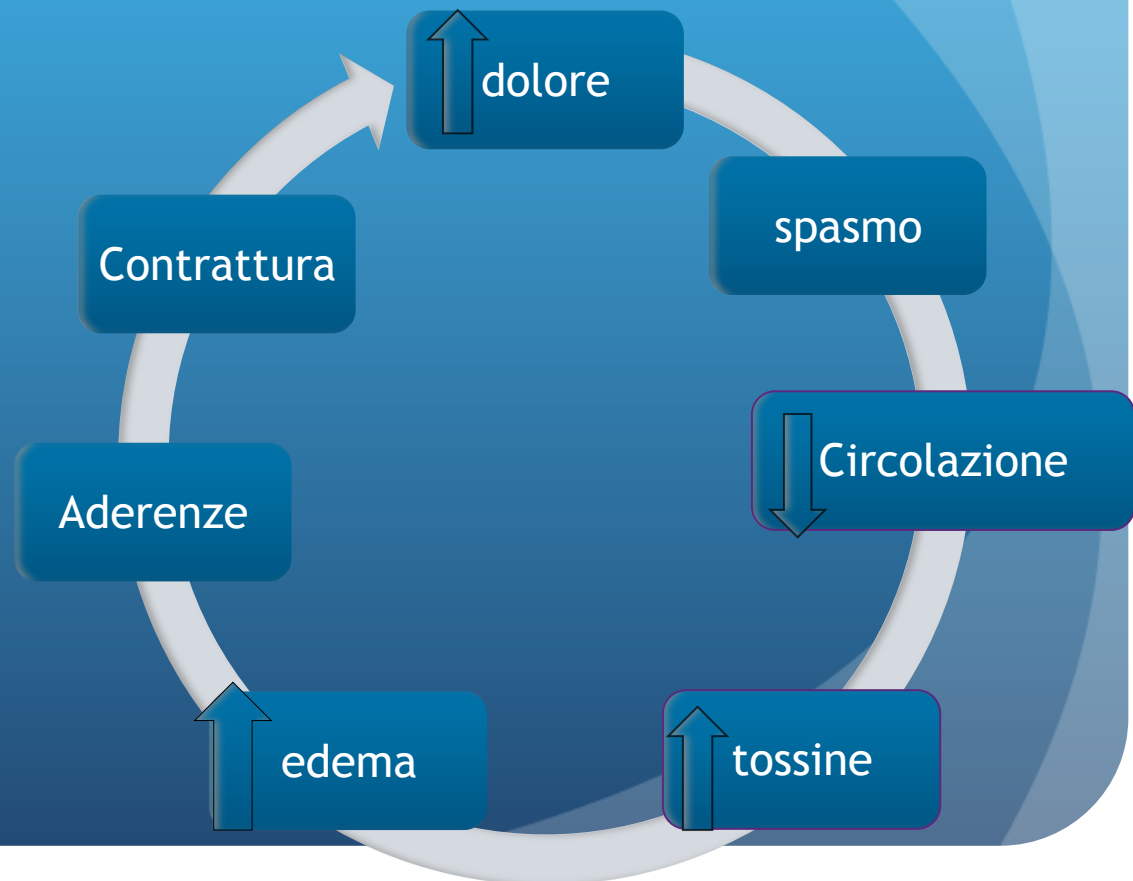 dolore
spasmo
Circolazione
tossine
edema
Aderenze
Contrattura